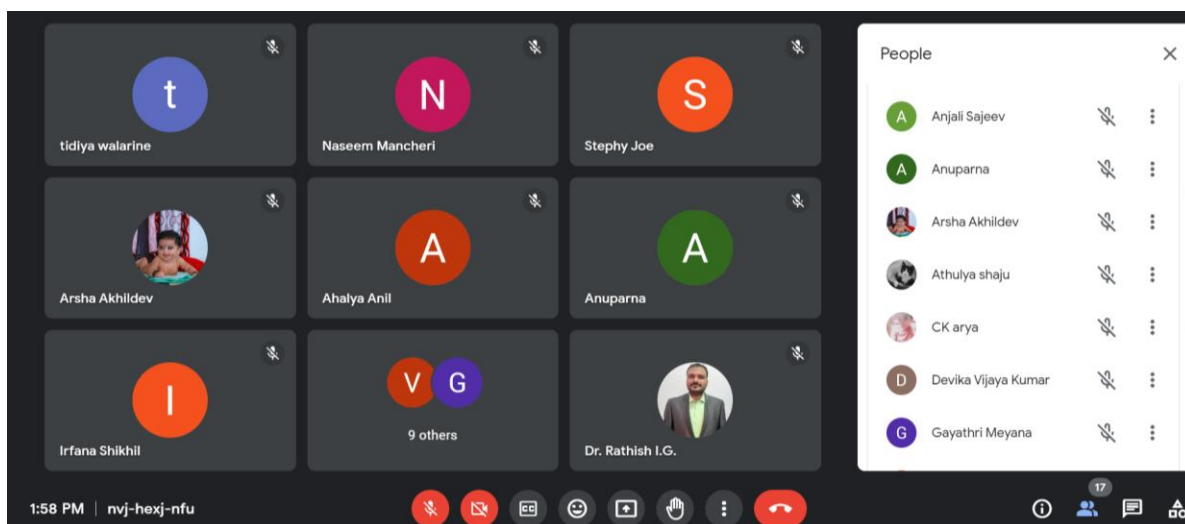 t
tidiya walarine
N
Naseem Mancheri
S
Stephy Joe
Arsha Akhildev
A
Ahalya Anil
A
Anuparna
I
Irfana Shikhil
V G
9 others
Dr. Rathish I.G.
People
A Anjali Sajeev
A Anuparna
Arsha Akhildev
Athulya shaju
CK arya
D Devika Vijaya Kumar
G Gayathri Meyana
1:58 PM | nvj-hexj-nfu
CC
17